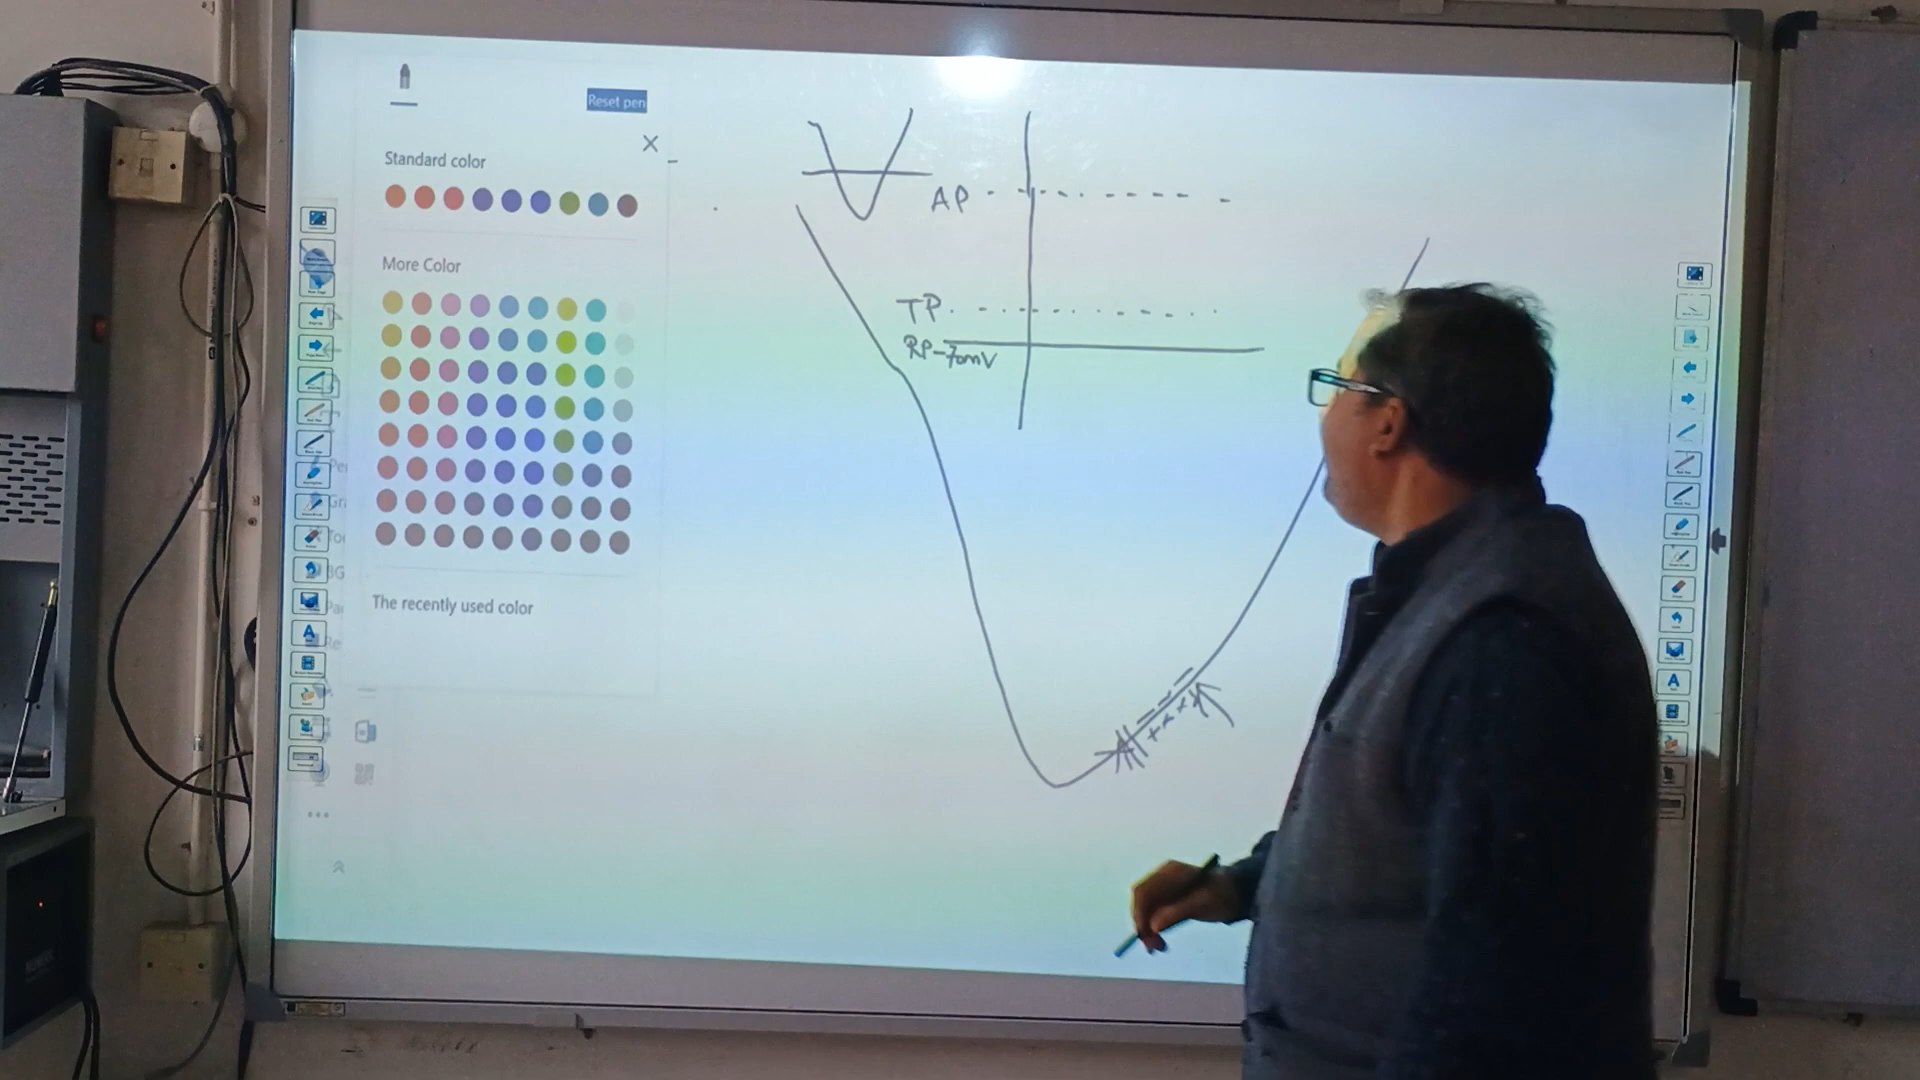 Reset pen
X
Standard color
More Color
The recently used color
AP
TP
RP-70mV
A
A